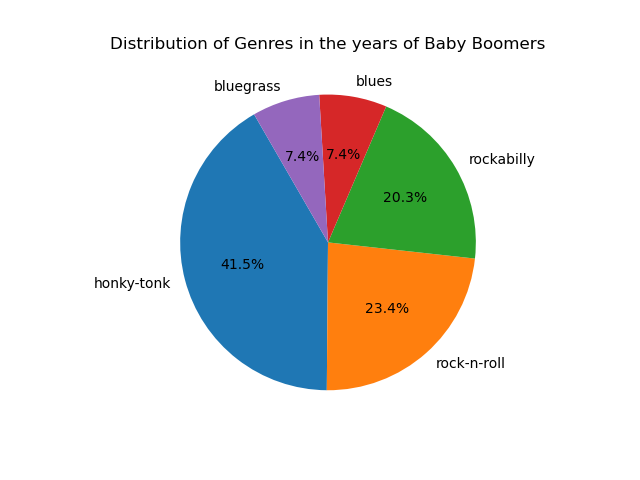 Distribution of Genres in the years of Baby Boomers
bluegrass
blues
7.4%
7.4%
rockabilly
20.3%
41.5%
honky-tonk
23.4%
rock-n-roll